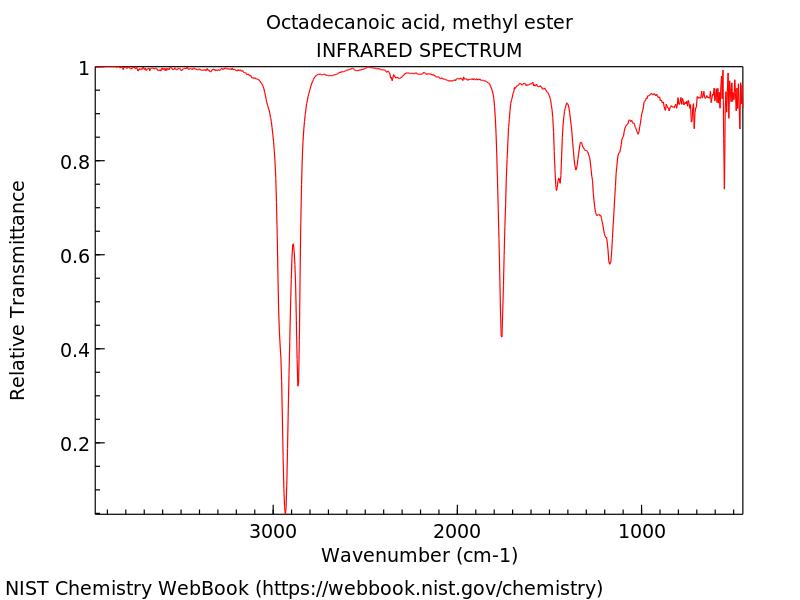 Octadecanoic acid, methyl ester
INFRARED SPECTRUM
1
0.8
0.6
0.4
0.2
Relative Transmittance
3000 2000 1000
Wavenumber (cm-1)
NIST Chemistry WebBook (https://webbook.nist.gov/chemistry)